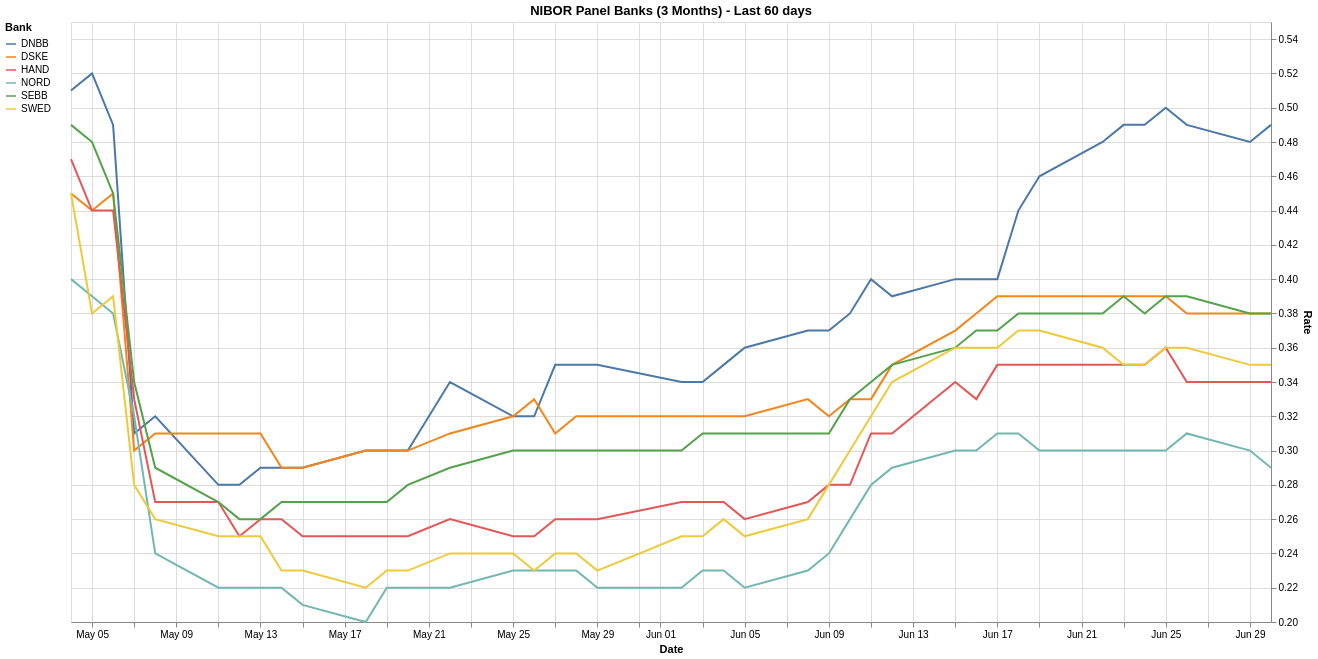 NIBOR Panel Banks (3 Months) - Last 60 days
Bank
DNBB
DSKE
HAND
NORD
SEBB
SWED
0.54
0.52
0.50
0.48
0.46
0.44
0.42
0.40
0.38
0.36
0.34
0.32
0.30
0.28
0.26
0.24
0.22
0.20
Rate
May 05 May 09 May 13 May 17 May 21 May 25 May 29 Jun 01 Jun 05 Jun 09 Jun 13 Jun 17 Jun 21 Jun 25 Jun 29
Date